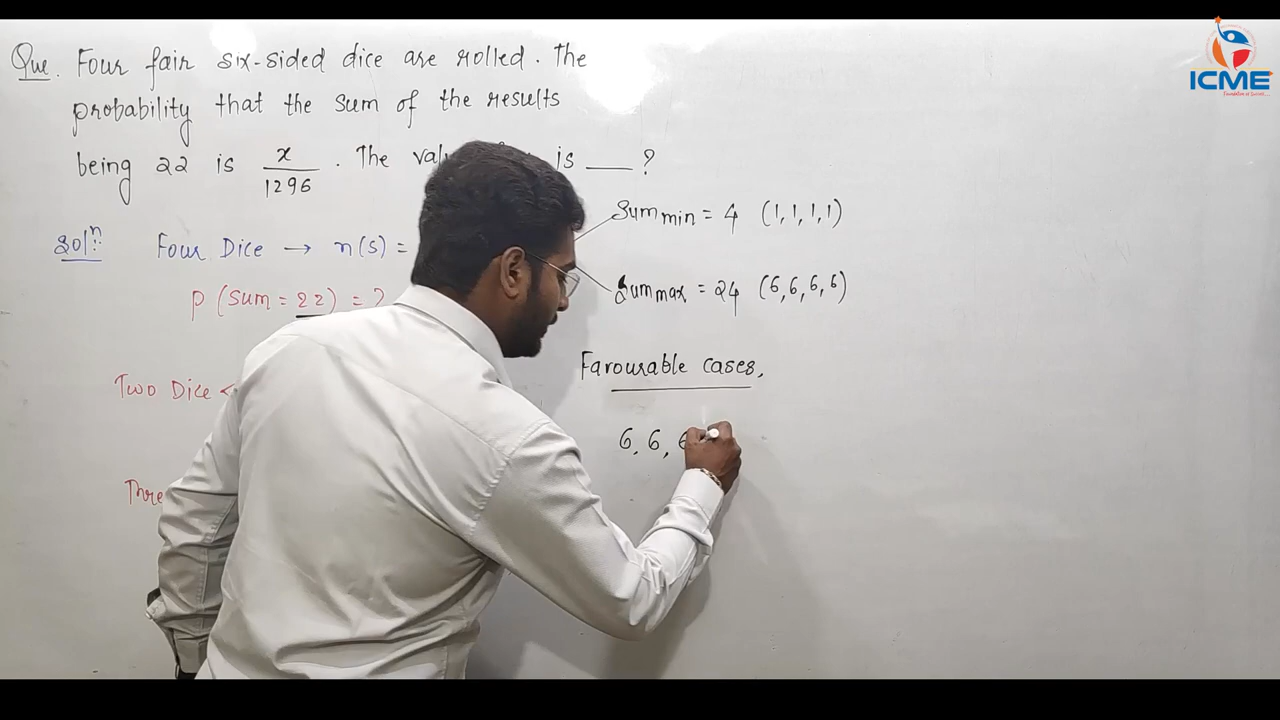 Que. Four fair six-sided dice are rolled. The
probability that the sum of the results
being 22 is x/1296. The is ___ ?
Solⁿ: Four Dice → n(S) =
P (Sum = 22) = ?
Two Dice <
Sum min = 4 (1, 1, 1, 1)
Sum max = 24 (6, 6, 6, 6)
Favourable cases,
6, 6,
ICME